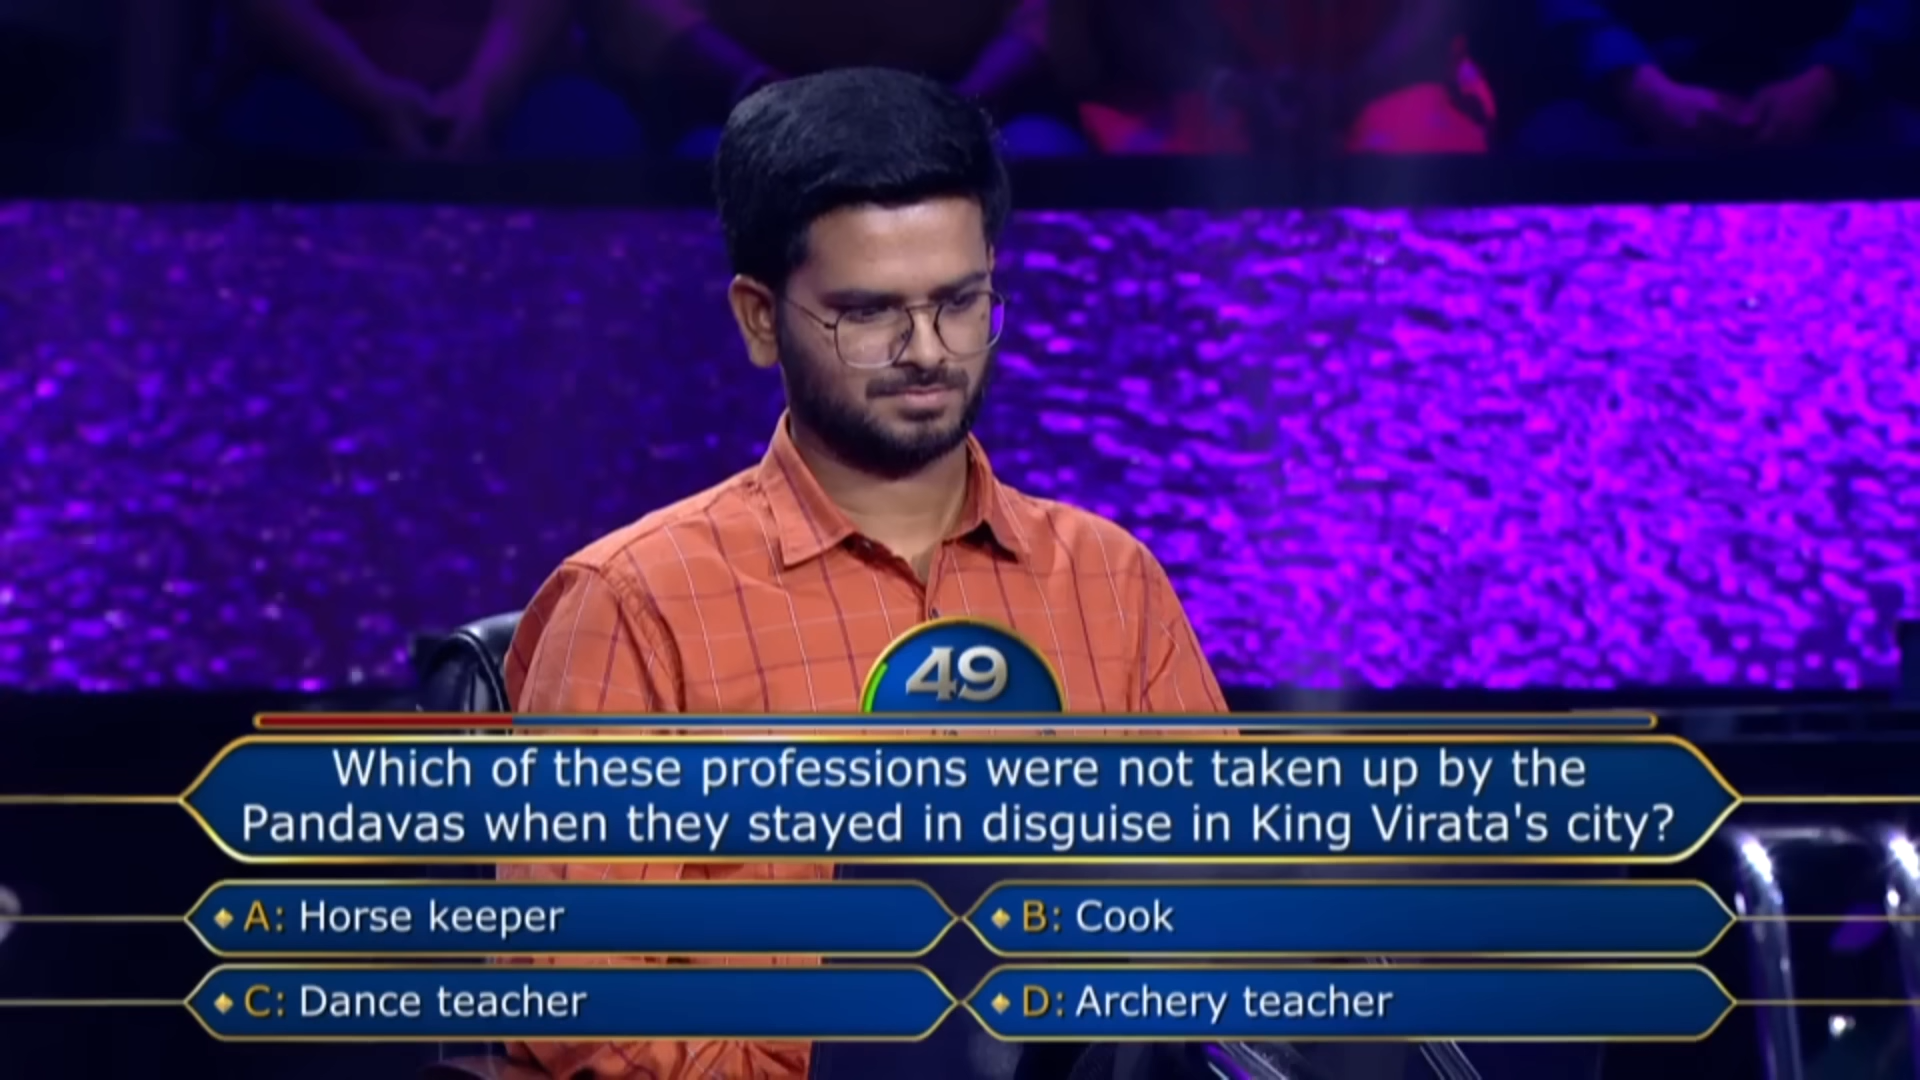 49
Which of these professions were not taken up by the
Pandavas when they stayed in disguise in King Virata's city?
A: Horse keeper
B: Cook
C: Dance teacher
D: Archery teacher